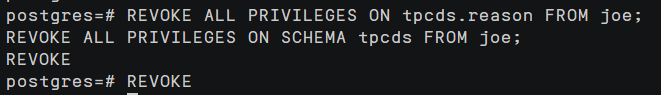 postgres=# REVOKE ALL PRIVILEGES ON tpcds.reason FROM joe;
REVOKE ALL PRIVILEGES ON SCHEMA tpcds FROM joe;
REVOKE
postgres=# REVOKE